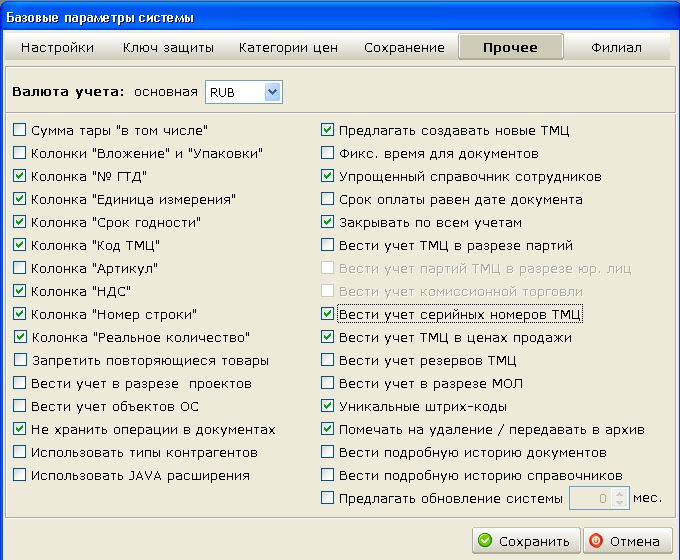 Базовые параметры системы
Настройки Ключ защиты Категории цен Сохранение Прочее Филиал
Валюта учета: основная RUB
Сумма тары "в том числе"
Колонки "Вложение" и "Упаковки"
Колонка "№ ГТД"
Колонка "Единица измерения"
Колонка "Срок годности"
Колонка "Код ТМЦ"
Колонка "Артикул"
Колонка "НДС"
Колонка "Номер строки"
Колонка "Реальное количество"
Запретить повторяющиеся товары
Вести учет в разрезе проектов
Вести учет объектов ОС
Не хранить операции в документах
Использовать типы контрагентов
Использовать JAVA расширения
Предлагать создавать новые ТМЦ
Фикс. время для документов
Упрощенный справочник сотрудников
Срок оплаты равен дате документа
Закрывать по всем учетам
Вести учет ТМЦ в разрезе партий
Вести учет партий ТМЦ в разрезе юр. лиц
Вести учет комиссионной торговли
Вести учет серийных номеров ТМЦ
Вести учет ТМЦ в ценах продажи
Вести учет резервов ТМЦ
Вести учет в разрезе МОЛ
Уникальные штрих-коды
Помечать на удаление / передавать в архив
Вести подробную историю документов
Вести подробную историю справочников
Предлагать обновление системы 0 мес.
Сохранить Отмена